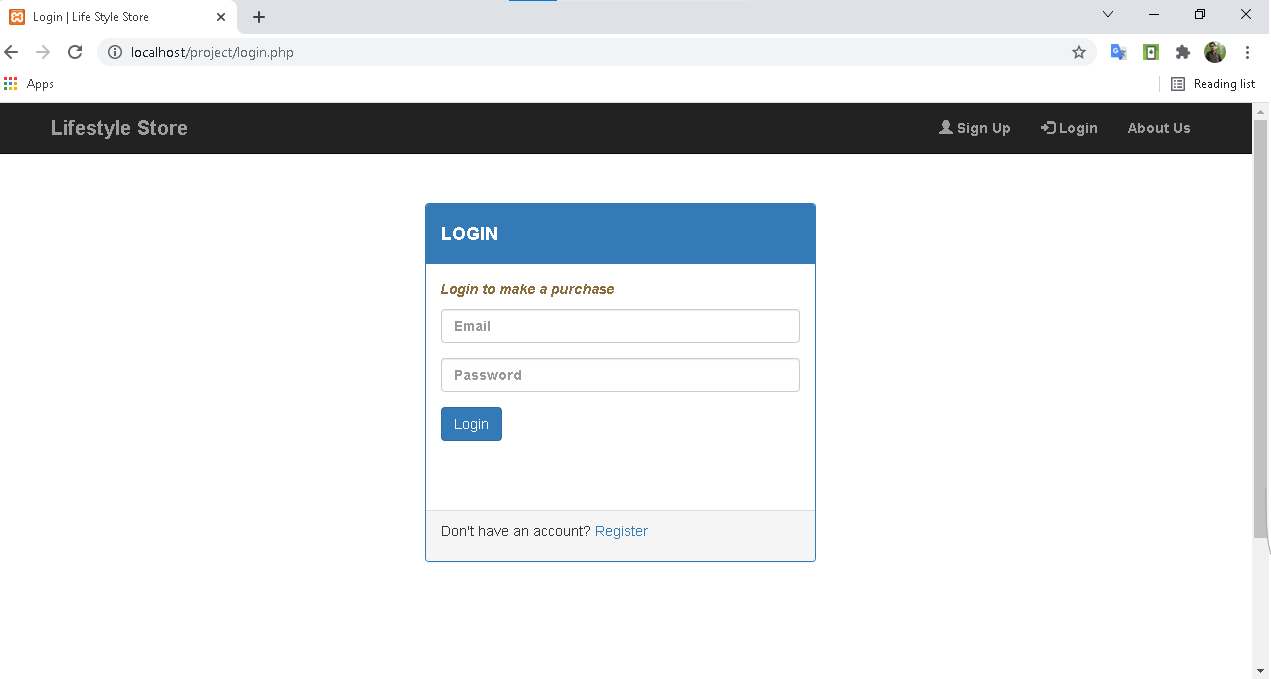 Login | Life Style Store
localhost/project/login.php
Apps
Reading list
Lifestyle Store
Sign Up
Login
About Us
LOGIN
Login to make a purchase
Email
Password
Login
Don't have an account? Register